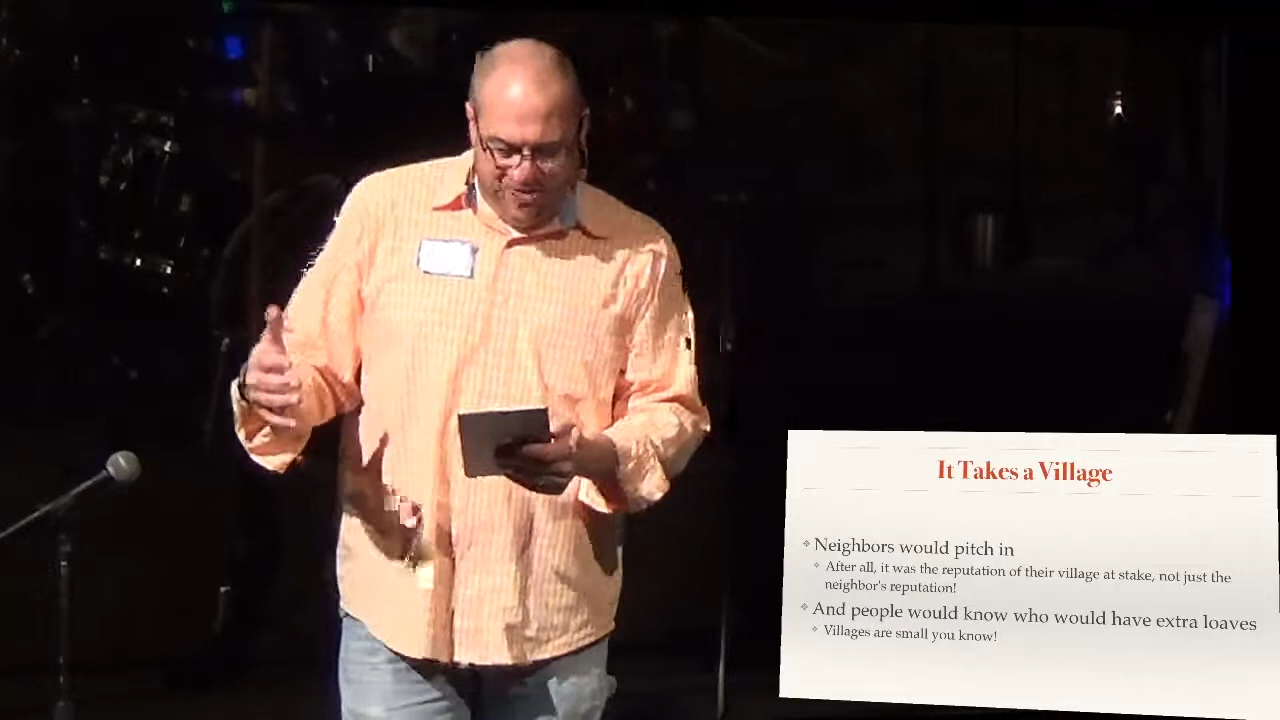 It Takes a Village
Neighbors would pitch in
After all, it was the reputation of their village at stake, not just the
neighbor's reputation!
And people would know who would have extra loaves
Villages are small you know!